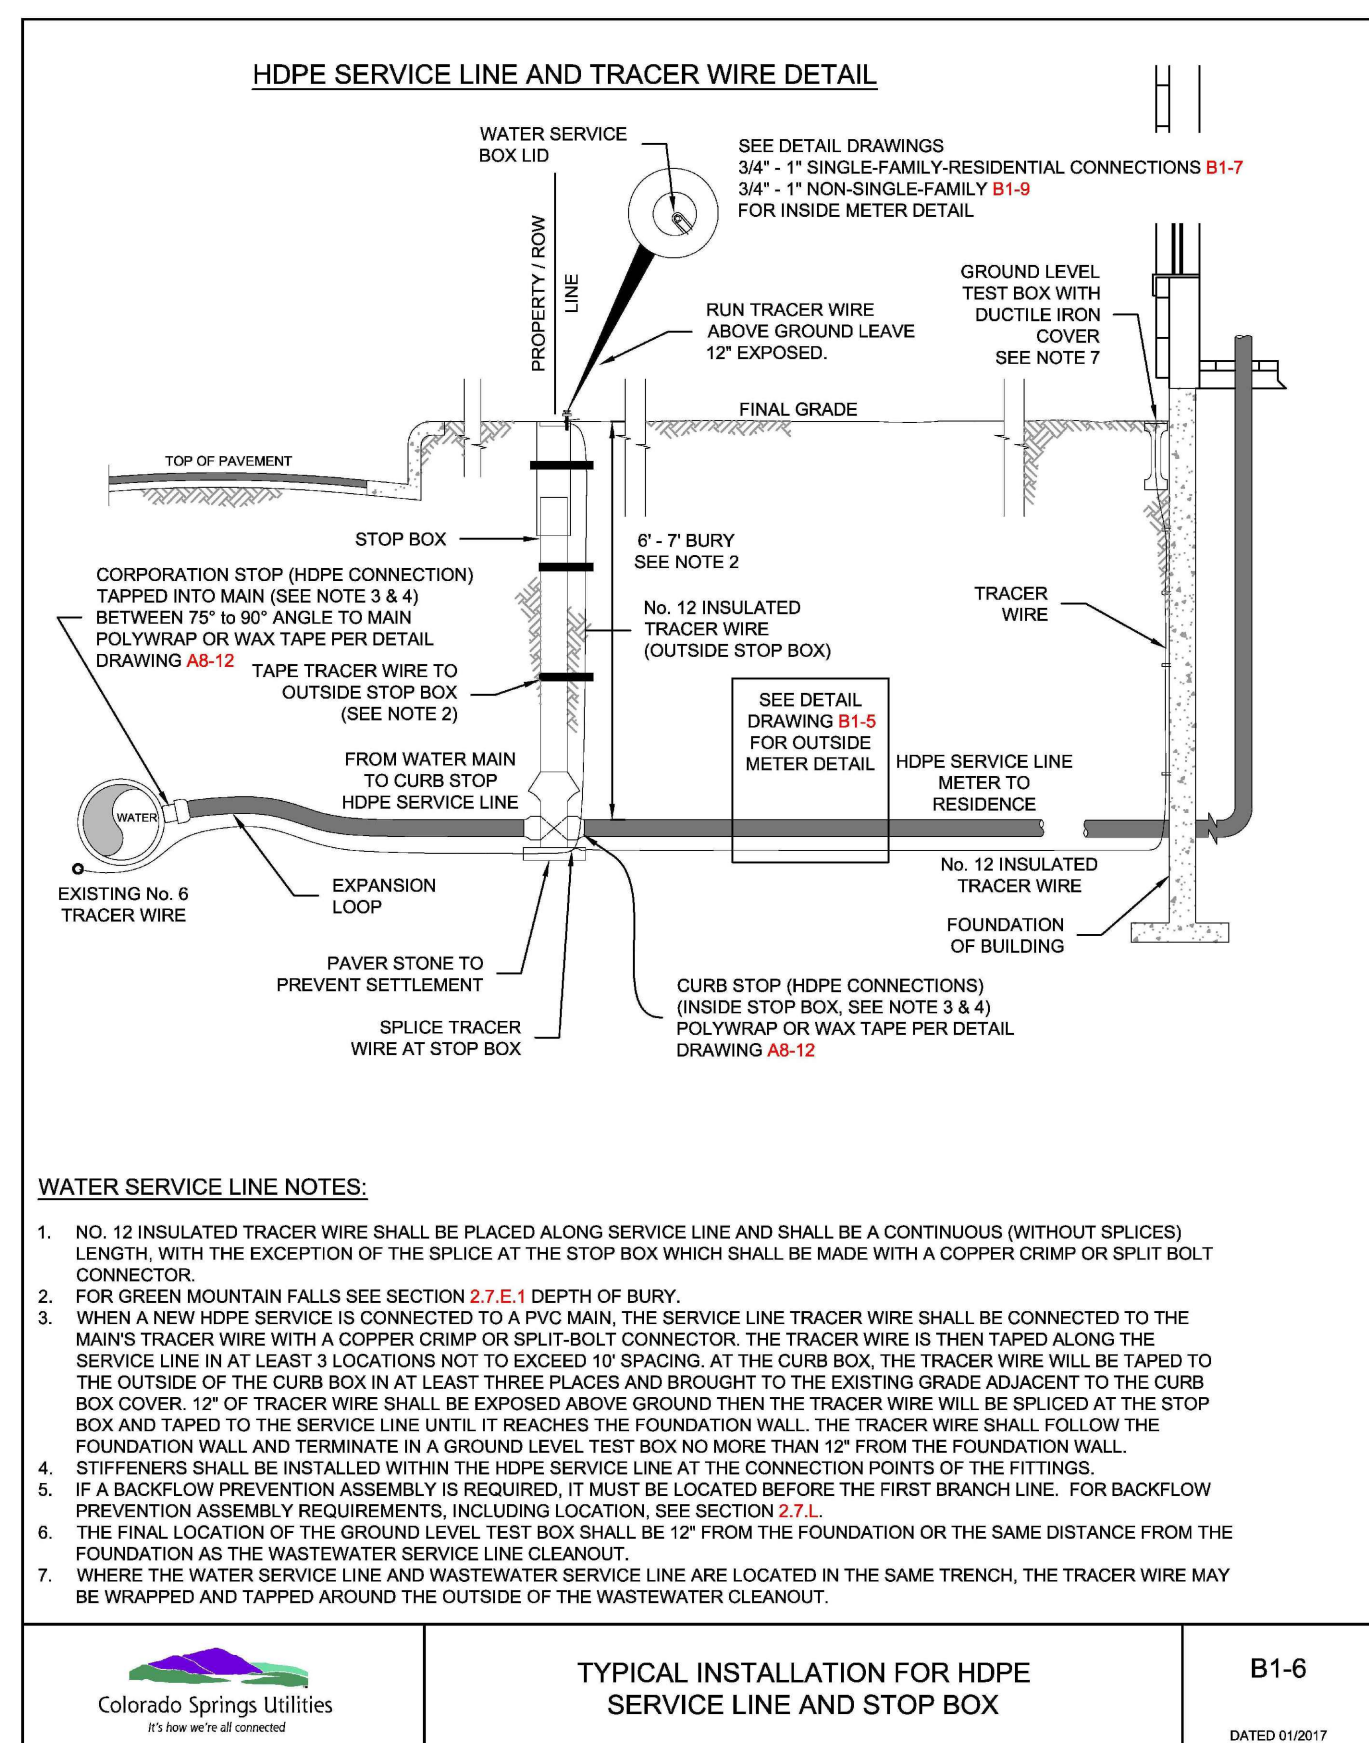 HDPE SERVICE LINE AND TRACER WIRE DETAIL
WATER SERVICE
BOX LID
SEE DETAIL DRAWINGS
3/4" - 1" SINGLE-FAMILY-RESIDENTIAL CONNECTIONS B1-7
3/4" - 1" NON-SINGLE-FAMILY B1-9
FOR INSIDE METER DETAIL
PROPERTY / ROW
LINE
GROUND LEVEL
TEST BOX WITH
DUCTILE IRON
COVER
SEE NOTE 7
RUN TRACER WIRE
ABOVE GROUND LEAVE
12" EXPOSED.
FINAL GRADE
TOP OF PAVEMENT
STOP BOX
6' - 7' BURY
SEE NOTE 2
CORPORATION STOP (HDPE CONNECTION)
TAPPED INTO MAIN (SEE NOTE 3 & 4)
BETWEEN 75° to 90° ANGLE TO MAIN
POLYWRAP OR WAX TAPE PER DETAIL
DRAWING A8-12
No. 12 INSULATED
TRACER WIRE
(OUTSIDE STOP BOX)
TRACER
WIRE
TAPE TRACER WIRE TO
OUTSIDE STOP BOX
(SEE NOTE 2)
SEE DETAIL
DRAWING B1-5
FOR OUTSIDE
METER DETAIL
FROM WATER MAIN
TO CURB STOP
HDPE SERVICE LINE
HDPE SERVICE LINE
METER TO
RESIDENCE
WATER
EXISTING No. 6
TRACER WIRE
EXPANSION
LOOP
No. 12 INSULATED
TRACER WIRE
FOUNDATION
OF BUILDING
PAVER STONE TO
PREVENT SETTLEMENT
CURB STOP (HDPE CONNECTIONS)
(INSIDE STOP BOX, SEE NOTE 3 & 4)
POLYWRAP OR WAX TAPE PER DETAIL
DRAWING A8-12
SPLICE TRACER
WIRE AT STOP BOX
WATER SERVICE LINE NOTES:
1. NO. 12 INSULATED TRACER WIRE SHALL BE PLACED ALONG SERVICE LINE AND SHALL BE A CONTINUOUS (WITHOUT SPLICES)
LENGTH, WITH THE EXCEPTION OF THE SPLICE AT THE STOP BOX WHICH SHALL BE MADE WITH A COPPER CRIMP OR SPLIT BOLT
CONNECTOR.
2. FOR GREEN MOUNTAIN FALLS SEE SECTION 2.7.E.1 DEPTH OF BURY.
3. WHEN A NEW HDPE SERVICE IS CONNECTED TO A PVC MAIN, THE SERVICE LINE TRACER WIRE SHALL BE CONNECTED TO THE
MAIN'S TRACER WIRE WITH A COPPER CRIMP OR SPLIT-BOLT CONNECTOR. THE TRACER WIRE IS THEN TAPED ALONG THE
SERVICE LINE IN AT LEAST 3 LOCATIONS NOT TO EXCEED 10' SPACING. AT THE CURB BOX, THE TRACER WIRE WILL BE TAPED TO
THE OUTSIDE OF THE CURB BOX IN AT LEAST THREE PLACES AND BROUGHT TO THE EXISTING GRADE ADJACENT TO THE CURB
BOX COVER. 12" OF TRACER WIRE SHALL BE EXPOSED ABOVE GROUND THEN THE TRACER WIRE WILL BE SPLICED AT THE STOP
BOX AND TAPED TO THE SERVICE LINE UNTIL IT REACHES THE FOUNDATION WALL. THE TRACER WIRE SHALL FOLLOW THE
FOUNDATION WALL AND TERMINATE IN A GROUND LEVEL TEST BOX NO MORE THAN 12" FROM THE FOUNDATION WALL.
4. STIFFENERS SHALL BE INSTALLED WITHIN THE HDPE SERVICE LINE AT THE CONNECTION POINTS OF THE FITTINGS.
5. IF A BACKFLOW PREVENTION ASSEMBLY IS REQUIRED, IT MUST BE LOCATED BEFORE THE FIRST BRANCH LINE. FOR BACKFLOW
PREVENTION ASSEMBLY REQUIREMENTS, INCLUDING LOCATION, SEE SECTION 2.7.L.
6. THE FINAL LOCATION OF THE GROUND LEVEL TEST BOX SHALL BE 12" FROM THE FOUNDATION OR THE SAME DISTANCE FROM THE
FOUNDATION AS THE WASTEWATER SERVICE LINE CLEANOUT.
7. WHERE THE WATER SERVICE LINE AND WASTEWATER SERVICE LINE ARE LOCATED IN THE SAME TRENCH, THE TRACER WIRE MAY
BE WRAPPED AND TAPPED AROUND THE OUTSIDE OF THE WASTEWATER CLEANOUT.
Colorado Springs Utilities
It's how we're all connected
TYPICAL INSTALLATION FOR HDPE
SERVICE LINE AND STOP BOX
B1-6
DATED 01/2017